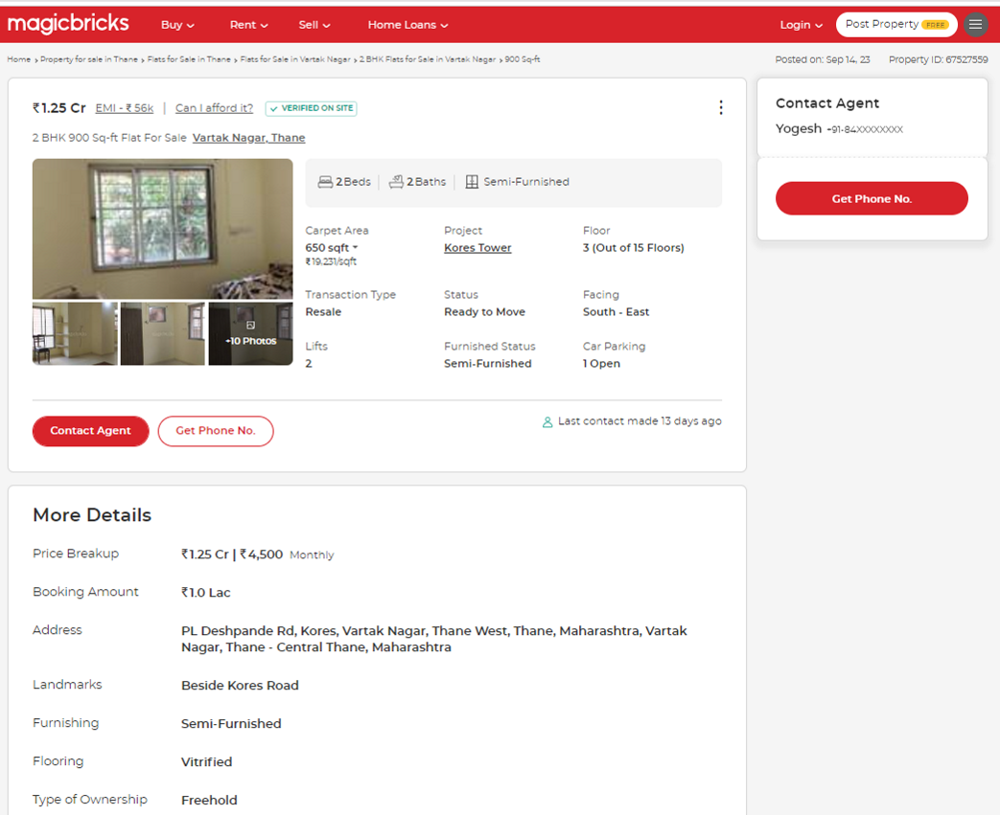 magicbricks Buy Rent Sell Home Loans Login Post Property FREE
Home > Property for sale in Thane > Flats for Sale in Thane > Flats for Sale in Vartak Nagar > 2 BHK Flats for Sale in Vartak Nagar > 900 Sq-ft
Posted on: Sep 14, 23 Property ID: 67527559
₹1.25 Cr EMI - ₹ 56k | Can I afford it? VERIFIED ON SITE
2 BHK 900 Sq-ft Flat For Sale Vartak Nagar, Thane
2 Beds 2 Baths Semi-Furnished
Carpet Area Project Floor
650 sqft Kores Tower 3 (Out of 15 Floors)
₹19,231/sqft
Transaction Type Status Facing
Resale Ready to Move South - East
+10 Photos
Lifts Furnished Status Car Parking
2 Semi-Furnished 1 Open
Contact Agent Get Phone No. Last contact made 13 days ago
Contact Agent
Yogesh +91-84XXXXXXXX
Get Phone No.
More Details
Price Breakup ₹1.25 Cr | ₹4,500 Monthly
Booking Amount ₹1.0 Lac
Address PL Deshpande Rd, Kores, Vartak Nagar, Thane West, Thane, Maharashtra, Vartak
Nagar, Thane - Central Thane, Maharashtra
Landmarks Beside Kores Road
Furnishing Semi-Furnished
Flooring Vitrified
Type of Ownership Freehold